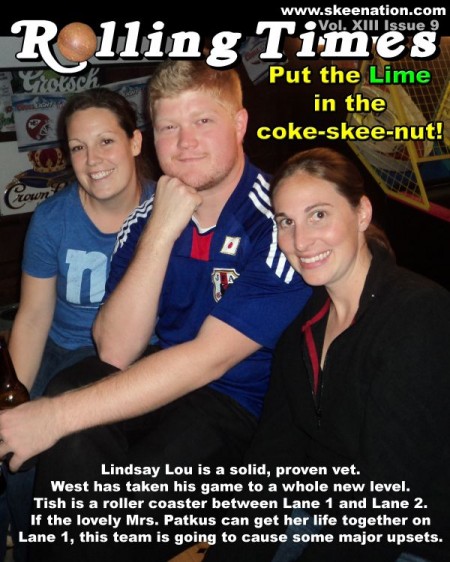 www.skeenation.com
Vol. XIII Issue 9
Rolling Times
Put the Lime
in the
coke-skee-nut!
Grolsch
Crown
n
Lindsay Lou is a solid, proven vet.
West has taken his game to a whole new level.
Tish is a roller coaster between Lane 1 and Lane 2.
If the lovely Mrs. Patkus can get her life together on
Lane 1, this team is going to cause some major upsets.